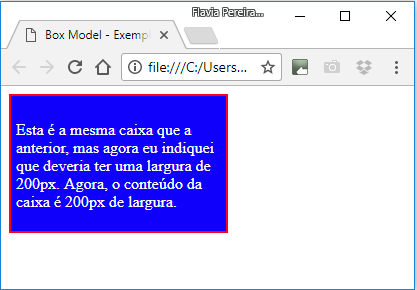 Flavia Pereira...
Box Model - Exempl
file:///C:/Users...
Esta é a mesma caixa que a
anterior, mas agora eu indiquei
que deveria ter uma largura de
200px. Agora, o conteúdo da
caixa é 200px de largura.